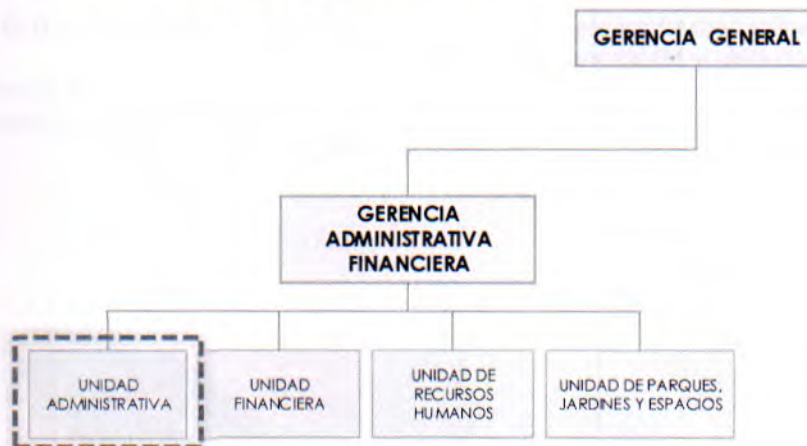 GERENCIA GENERAL
GERENCIA
ADMINISTRATIVA
FINANCIERA
UNIDAD
ADMINISTRATIVA
UNIDAD
FINANCIERA
UNIDAD DE
RECURSOS
HUMANOS
UNIDAD DE PARQUES,
JARDINES Y ESPACIOS